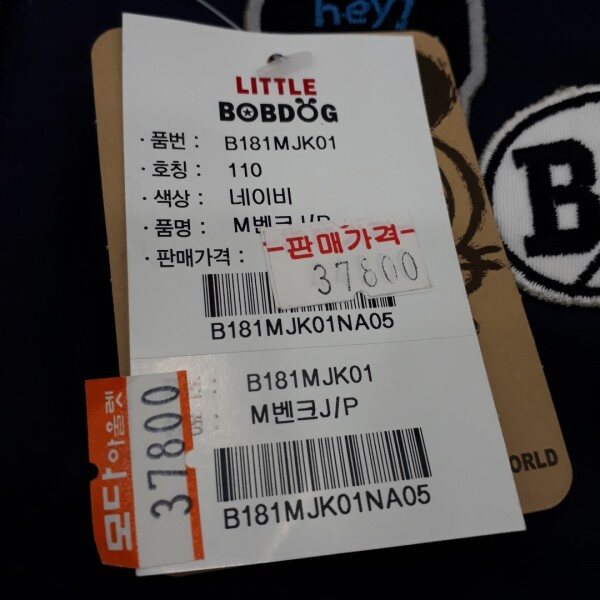 hey!
LITTLE
BOBDOG
· 품번 : B181MJK01
· 호칭 : 110
· 색상 : 네이비
· 품명 : M벤크J/P
· 판매가격 :
-판매가격-
37800
B181MJK01NA05
B181MJK01
M벤크J/P
B181MJK01NA05
모다아울렛
37800
B
ORLD